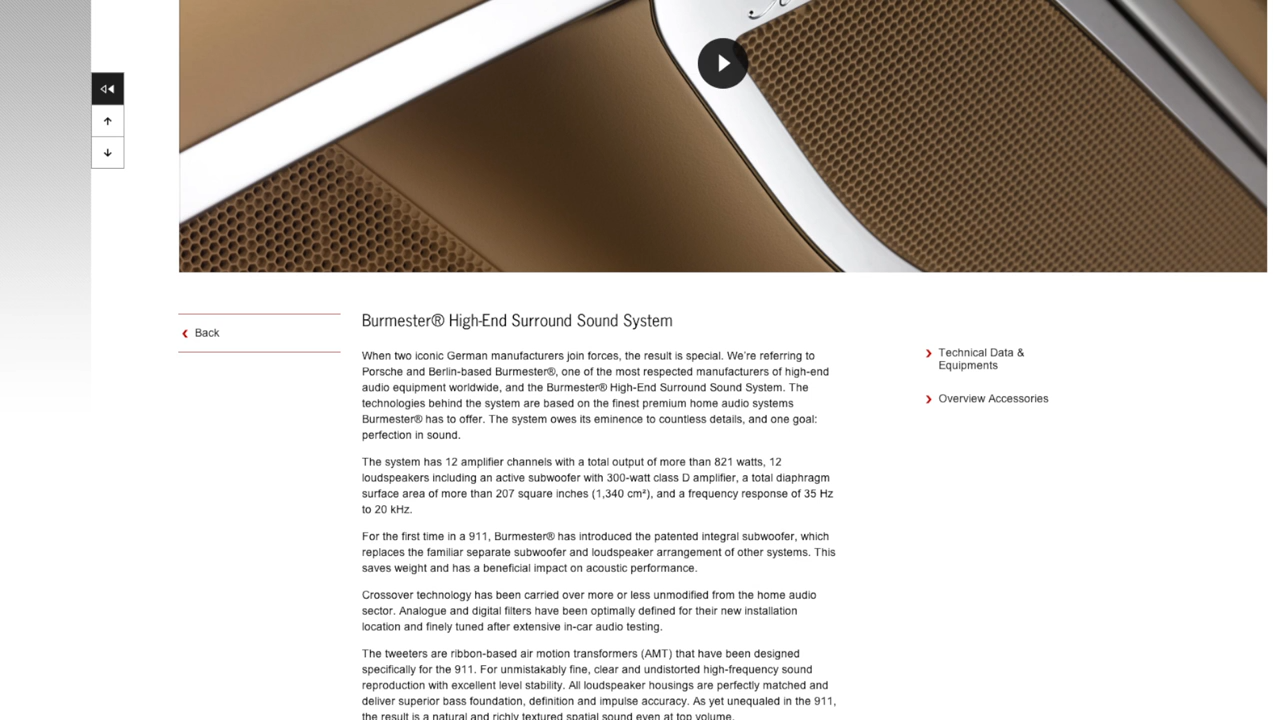 Burmester® High-End Surround Sound System
Back
When two iconic German manufacturers join forces, the result is special. We're referring to
Porsche and Berlin-based Burmester®, one of the most respected manufacturers of high-end
audio equipment worldwide, and the Burmester® High-End Surround Sound System. The
technologies behind the system are based on the finest premium home audio systems
Burmester® has to offer. The system owes its eminence to countless details, and one goal:
perfection in sound.
The system has 12 amplifier channels with a total output of more than 821 watts, 12
loudspeakers including an active subwoofer with 300-watt class D amplifier, a total diaphragm
surface area of more than 207 square inches (1,340 cm²), and a frequency response of 35 Hz
to 20 kHz.
For the first time in a 911, Burmester® has introduced the patented integral subwoofer, which
replaces the familiar separate subwoofer and loudspeaker arrangement of other systems. This
saves weight and has a beneficial impact on acoustic performance.
Crossover technology has been carried over more or less unmodified from the home audio
sector. Analogue and digital filters have been optimally defined for their new installation
location and finely tuned after extensive in-car audio testing.
The tweeters are ribbon-based air motion transformers (AMT) that have been designed
specifically for the 911. For unmistakably fine, clear and undistorted high-frequency sound
reproduction with excellent level stability. All loudspeaker housings are perfectly matched and
deliver superior bass foundation, definition and impulse accuracy. As yet unequaled in the 911,
the result is a natural and richly textured spatial sound even at top volume.
Technical Data &
Equipments
Overview Accessories